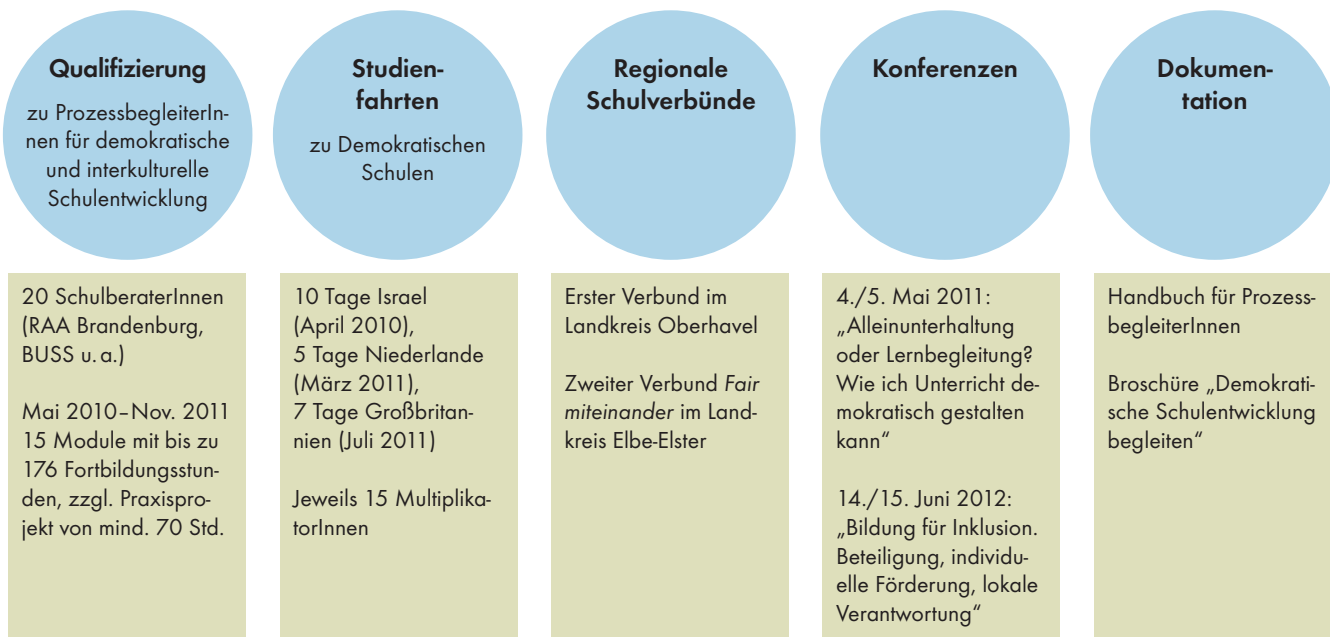 Qualifizierung
zu ProzessbegleiterIn-
nen für demokratische
und interkulturelle
Schulentwicklung
20 SchulberaterInnen
(RAA Brandenburg,
BUSS u. a.)
Mai 2010–Nov. 2011
15 Module mit bis zu
176 Fortbildungsstun-
den, zzgl. Praxispro-
jekt von mind. 70 Std.
Studien-
fahrten
zu Demokratischen
Schulen
10 Tage Israel
(April 2010),
5 Tage Niederlande
(März 2011),
7 Tage Großbritan-
nien (Juli 2011)
Jeweils 15 Multiplika-
torInnen
Regionale
Schulverbünde
Erster Verbund im
Landkreis Oberhavel
Zweiter Verbund Fair
miteinander im Land-
kreis Elbe-Elster
Konferenzen
4./5. Mai 2011:
„Alleinunterhaltung
oder Lernbegleitung?
Wie ich Unterricht de-
mokratisch gestalten
kann“
14./15. Juni 2012:
„Bildung für Inklusion.
Beteiligung, individu-
elle Förderung, lokale
Verantwortung“
Dokumen-
tation
Handbuch für Prozess-
begleiterInnen
Broschüre „Demokrati-
sche Schulentwicklung
begleiten“